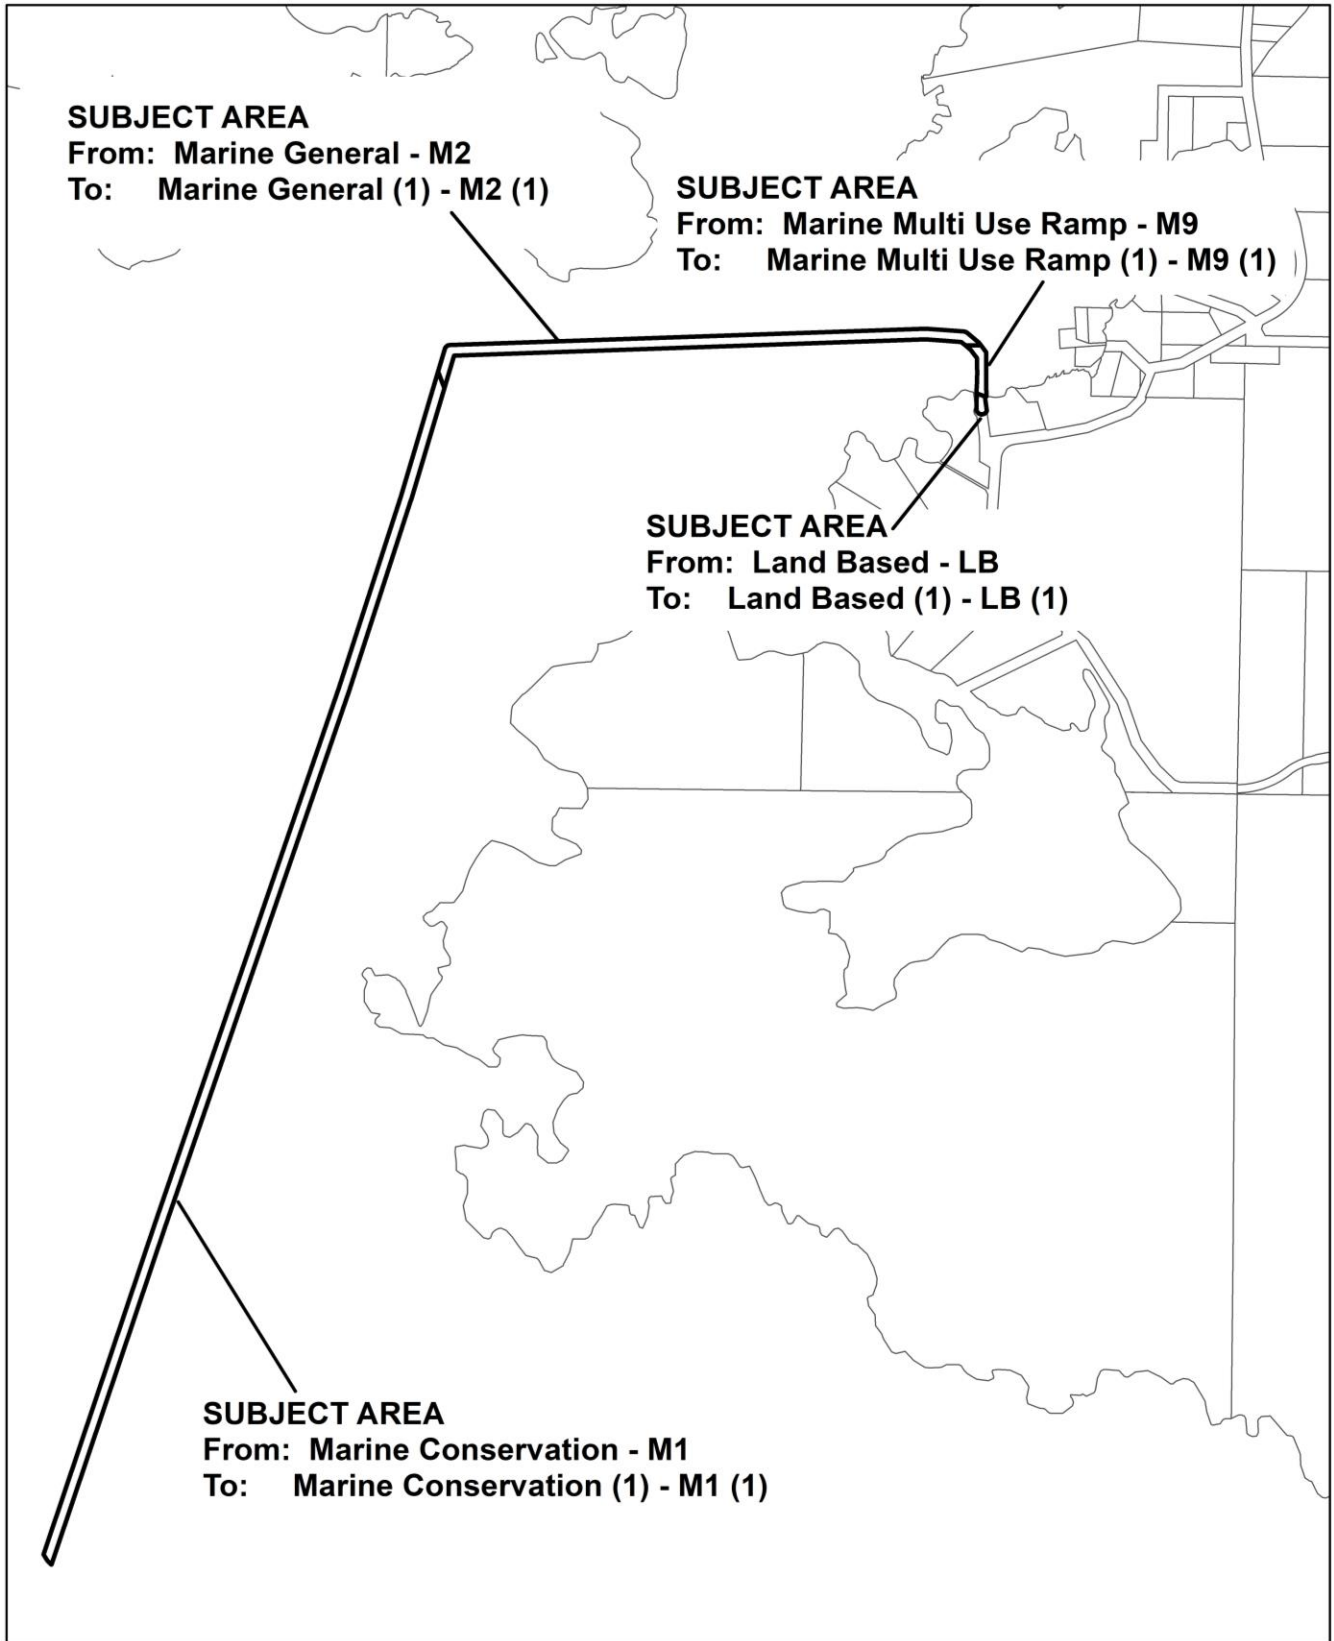 SUBJECT AREA
From: Marine General - M2
To: Marine General (1) - M2 (1)
SUBJECT AREA
From: Marine Multi Use Ramp - M9
To: Marine Multi Use Ramp (1) - M9 (1)
SUBJECT AREA
From: Land Based - LB
To: Land Based (1) - LB (1)
SUBJECT AREA
From: Marine Conservation - M1
To: Marine Conservation (1) - M1 (1)